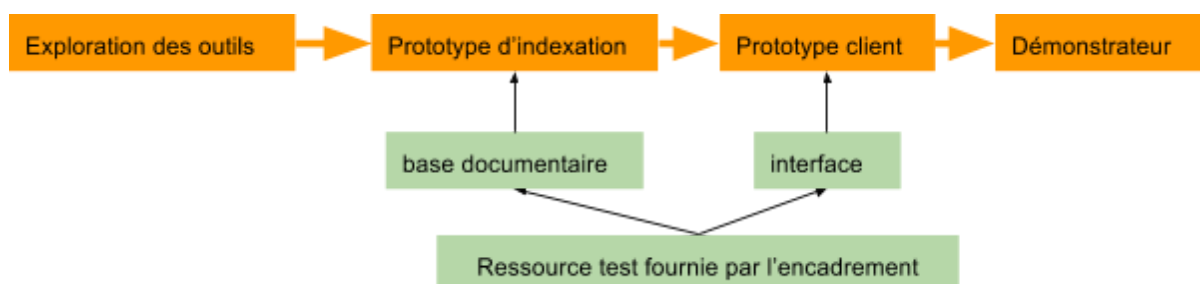 Exploration des outils
Prototype d'indexation
Prototype client
Démonstrateur
base documentaire
interface
Ressource test fournie par l'encadrement